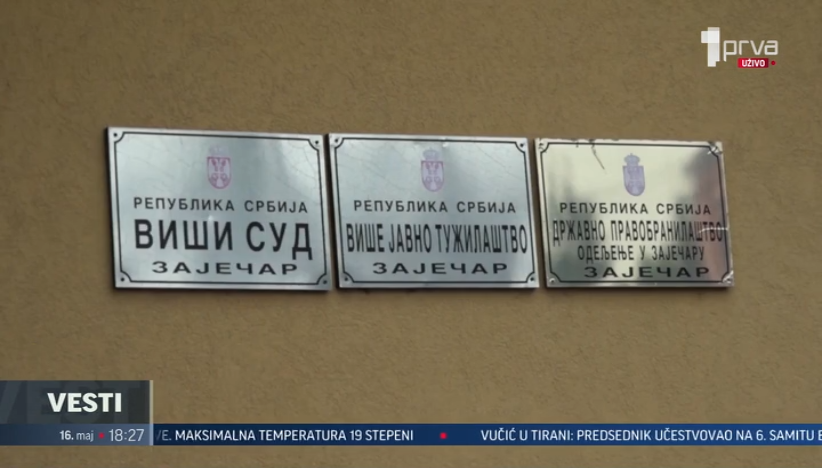 1prva
UŽIVO
РЕПУБЛИКА СРБИЈА
ВИШИ СУД
ЗАЈЕЧАР
РЕПУБЛИКА СРБИЈА
ВИШЕ ЈАВНО ТУЖИЛАШТВО
ЗАЈЕЧАР
РЕПУБЛИКА СРБИЈА
ДРЖАВНО ПРАВОБРАНИЛАШТВО
ОДЕЉЕЊЕ У ЗАЈЕЧАРУ
ЗАЈЕЧАР
VESTI
16. maj 18:27 VE. MAKSIMALNA TEMPERATURA 19 STEPENI VUČIĆ U TIRANI: PREDSEDNIK UČESTVOVAO NA 6. SAMITU